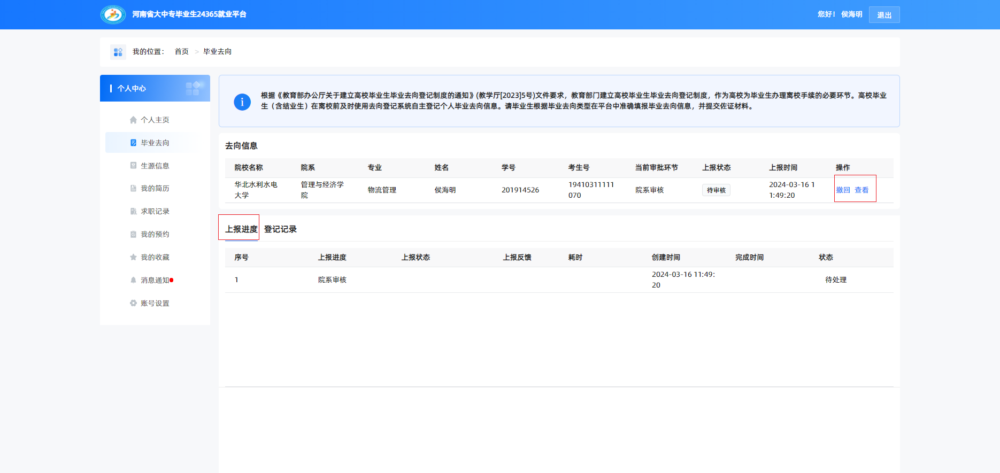 河南省大中专毕业生24365就业平台
您好！ 侯海明
退出
我的位置： 首页 > 毕业去向
个人中心
个人主页
毕业去向
生源信息
我的简历
求职记录
我的预约
我的收藏
消息通知
账号设置
根据《教育部办公厅关于建立高校毕业生毕业去向登记制度的通知》(教学厅[2023]5号)文件要求，教育部门建立高校毕业生毕业去向登记制度，作为高校为毕业生办理离校手续的必要环节。高校毕业
生（含结业生）在离校前及时使用去向登记系统自主登记个人毕业去向信息。请毕业生根据毕业去向类型在平台中准确填报毕业去向信息，并提交佐证材料。
去向信息
院校名称 院系 专业 姓名 学号 考生号 当前审批环节 上报状态 上报时间 操作
华北水利水电 管理与经济学 物流管理 侯海明 201914526 19410311111 院系审核 待审核 2024-03-16 1 撤回 查看
大学 院 070 1:49:20
上报进度 登记记录
序号 上报进度 上报状态 上报反馈 耗时 创建时间 完成时间 状态
1 院系审核 2024-03-16 11:49: 待处理
20